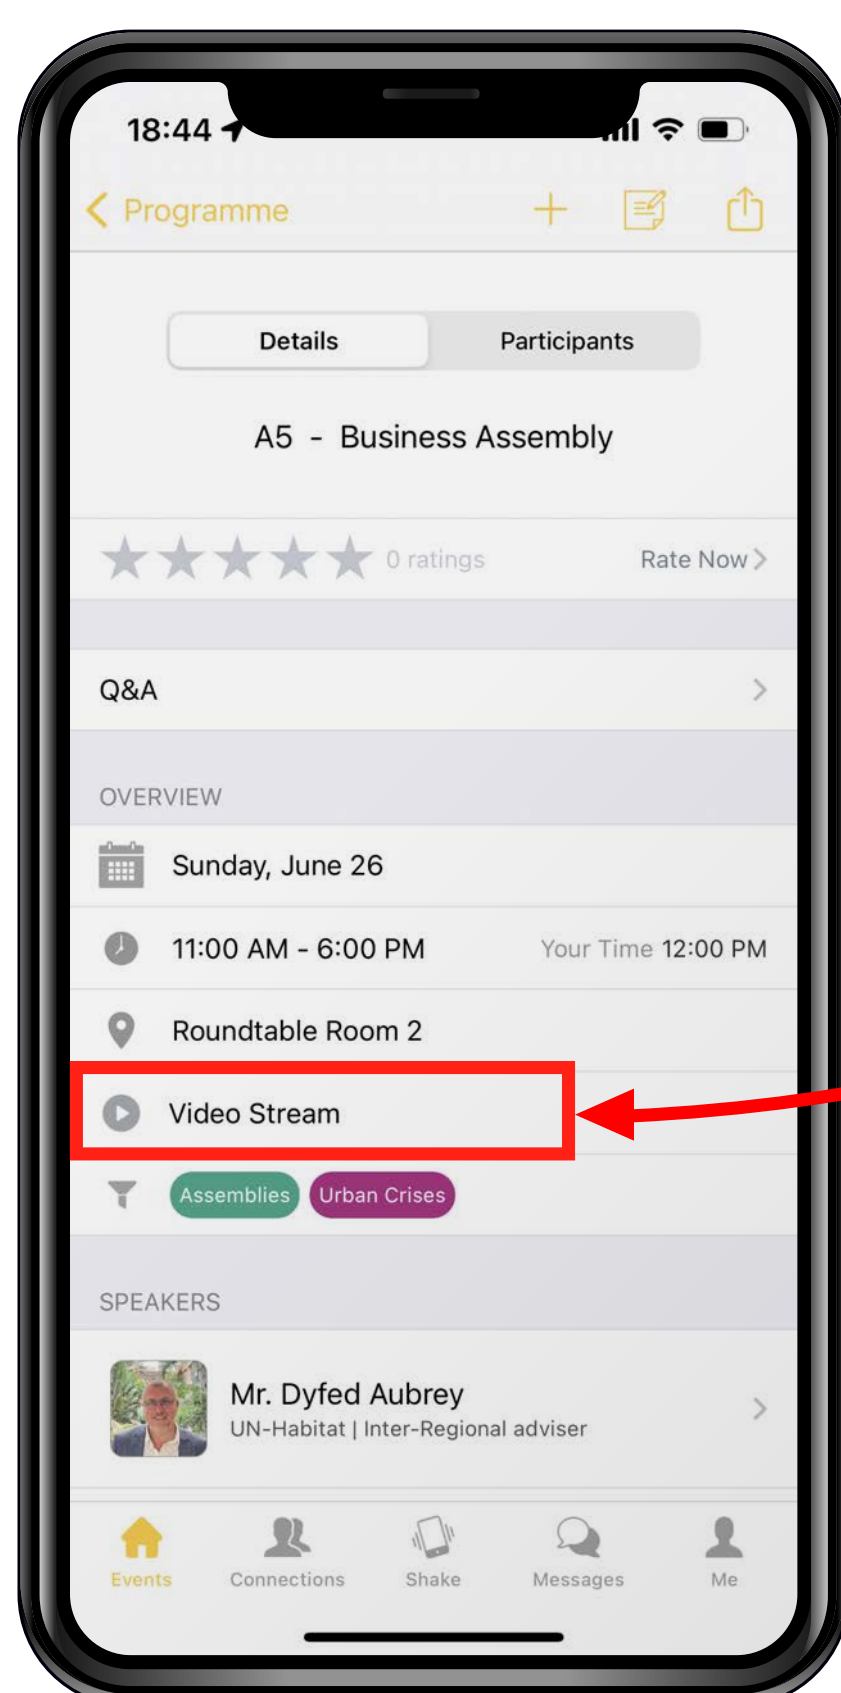 18:44
Programme
Details
Participants
A5 - Business Assembly
0 ratings
Rate Now
Q&A
OVERVIEW
Sunday, June 26
11:00 AM - 6:00 PM
Your Time 12:00 PM
Roundtable Room 2
Video Stream
Assemblies
Urban Crises
SPEAKERS
Mr. Dyfed Aubrey
UN-Habitat | Inter-Regional adviser
Events
Connections
Shake
Messages
Me